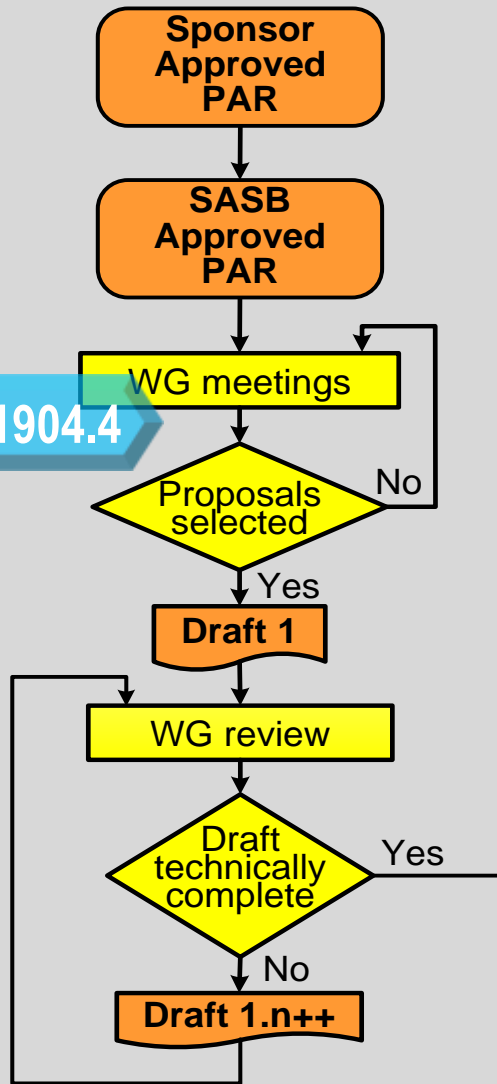 Sponsor
Approved
PAR
SASB
Approved
PAR
WG meetings
1904.4
Proposals
selected
No
Yes
Draft 1
WG review
Draft
technically
complete
Yes
No
Draft 1.n++